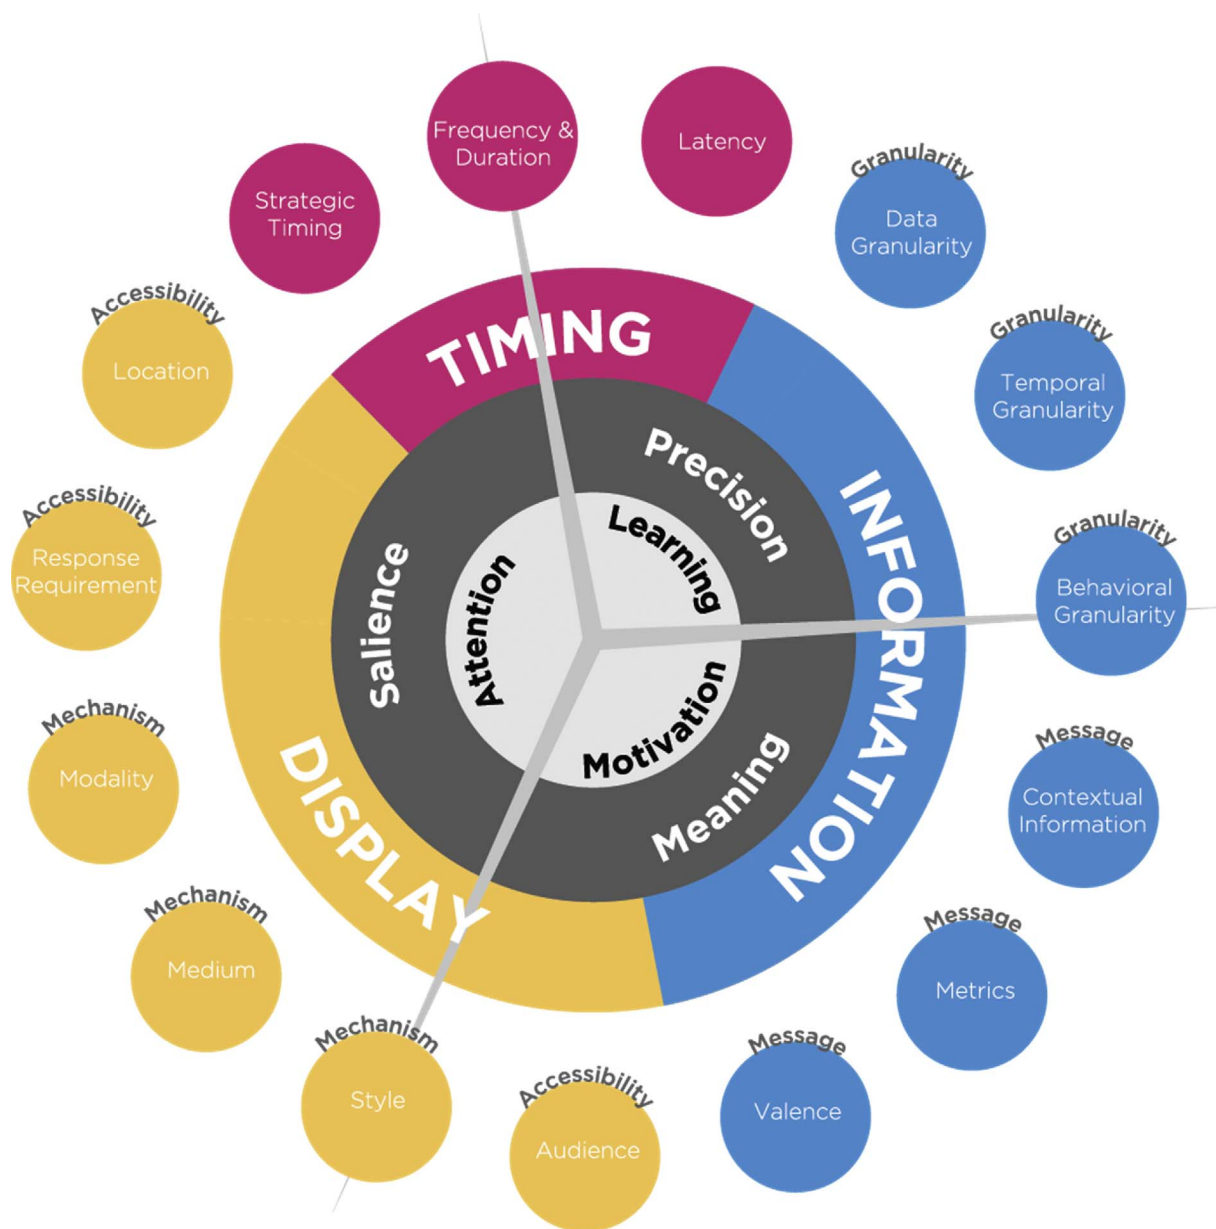 Frequency &
Duration
Latency
Granularity
Data
Granularity
Strategic
Timing
Accessibility
Location
TIMING
Granularity
Temporal
Granularity
Precision
INFORMATION
Learning
Accessibility
Response
Requirement
Salience
Attention
Granularity
Behavioral
Granularity
Motivation
Meaning
Mechanism
Modality
DISPLAY
Message
Contextual
Information
Mechanism
Medium
Message
Metrics
Mechanism
Style
Accessibility
Audience
Message
Valence